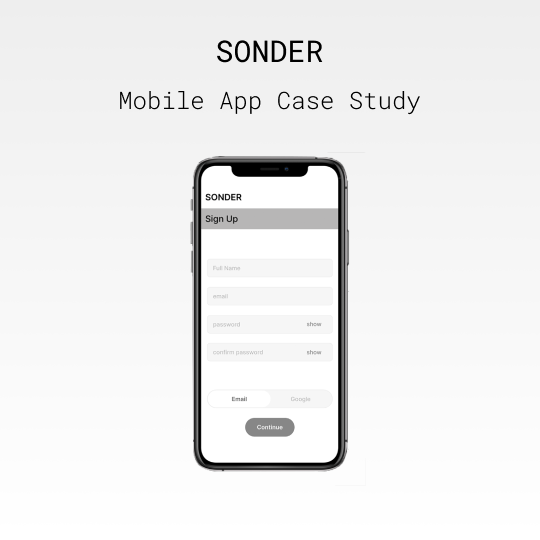 SONDER
Mobile App Case Study
SONDER
Sign Up
Full Name
email
password show
confirm password show
Email Google
Continue